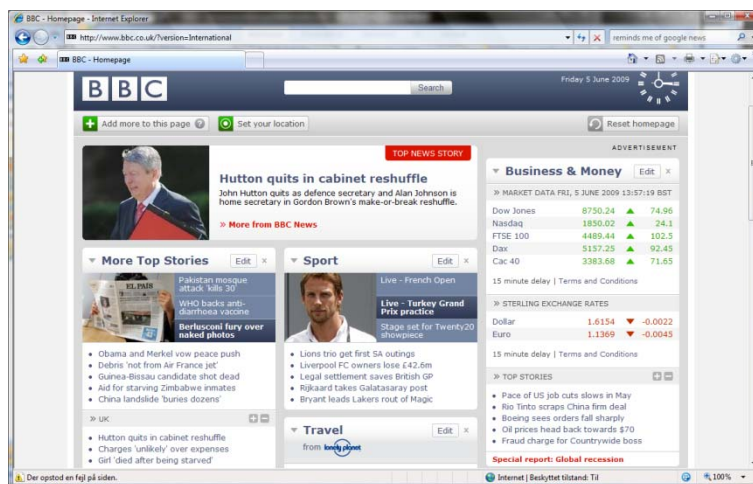 BBC - Homepage - Internet Explorer
http://www.bbc.co.uk/?version=International
reminds me of google news
BBC - Homepage
BBC
Search
Friday 5 June 2009
Add more to this page
Set your location
Reset homepage
ADVERTISEMENT
TOP NEWS STORY
Hutton quits in cabinet reshuffle
John Hutton quits as defence secretary and Alan Johnson is
home secretary in Gordon Brown's make-or-break reshuffle.
» More from BBC News
More Top Stories Edit x
EL PAIS
Pakistan mosque
attack 'kills 30'
WHO backs anti-
diarrhoea vaccine
Berlusconi fury over
naked photos
• Obama and Merkel vow peace push
• Debris 'not from Air France jet'
• Guinea-Bissau candidate shot dead
• Aid for starving Zimbabwe inmates
• China landslide 'buries dozens'
» UK
• Hutton quits in cabinet reshuffle
• Charges 'unlikely' over expenses
• Girl 'died after being starved'
Sport Edit x
Live - French Open
Live - Turkey Grand
Prix practice
Stage set for Twenty20
showpiece
• Lions trio get first SA outings
• Liverpool FC owners lose £42.6m
• Legal settlement saves British GP
• Rijkaard takes Galatasaray post
• Bryant leads Lakers rout of Magic
Travel Edit x
from lonely planet
Business & Money Edit x
» MARKET DATA FRI, 5 JUNE 2009 13:57:19 BST
Dow Jones 8750.24 ▲ 74.96
Nasdaq 1850.02 ▲ 24.1
FTSE 100 4489.44 ▲ 102.5
Dax 5157.25 ▲ 92.45
Cac 40 3383.68 ▲ 71.65
15 minute delay | Terms and Conditions
» STERLING EXCHANGE RATES
Dollar 1.6154 ▼ -0.0022
Euro 1.1369 ▼ -0.0045
15 minute delay | Terms and Conditions
» TOP STORIES
• Pace of US job cuts slows in May
• Rio Tinto scraps China firm deal
• Boeing sees orders fall sharply
• Oil prices head back towards $70
• Fraud charge for Countrywide boss
Special report: Global recession
Der opstod en fejl på siden.
Internet | Beskyttet tilstand: Til
100%